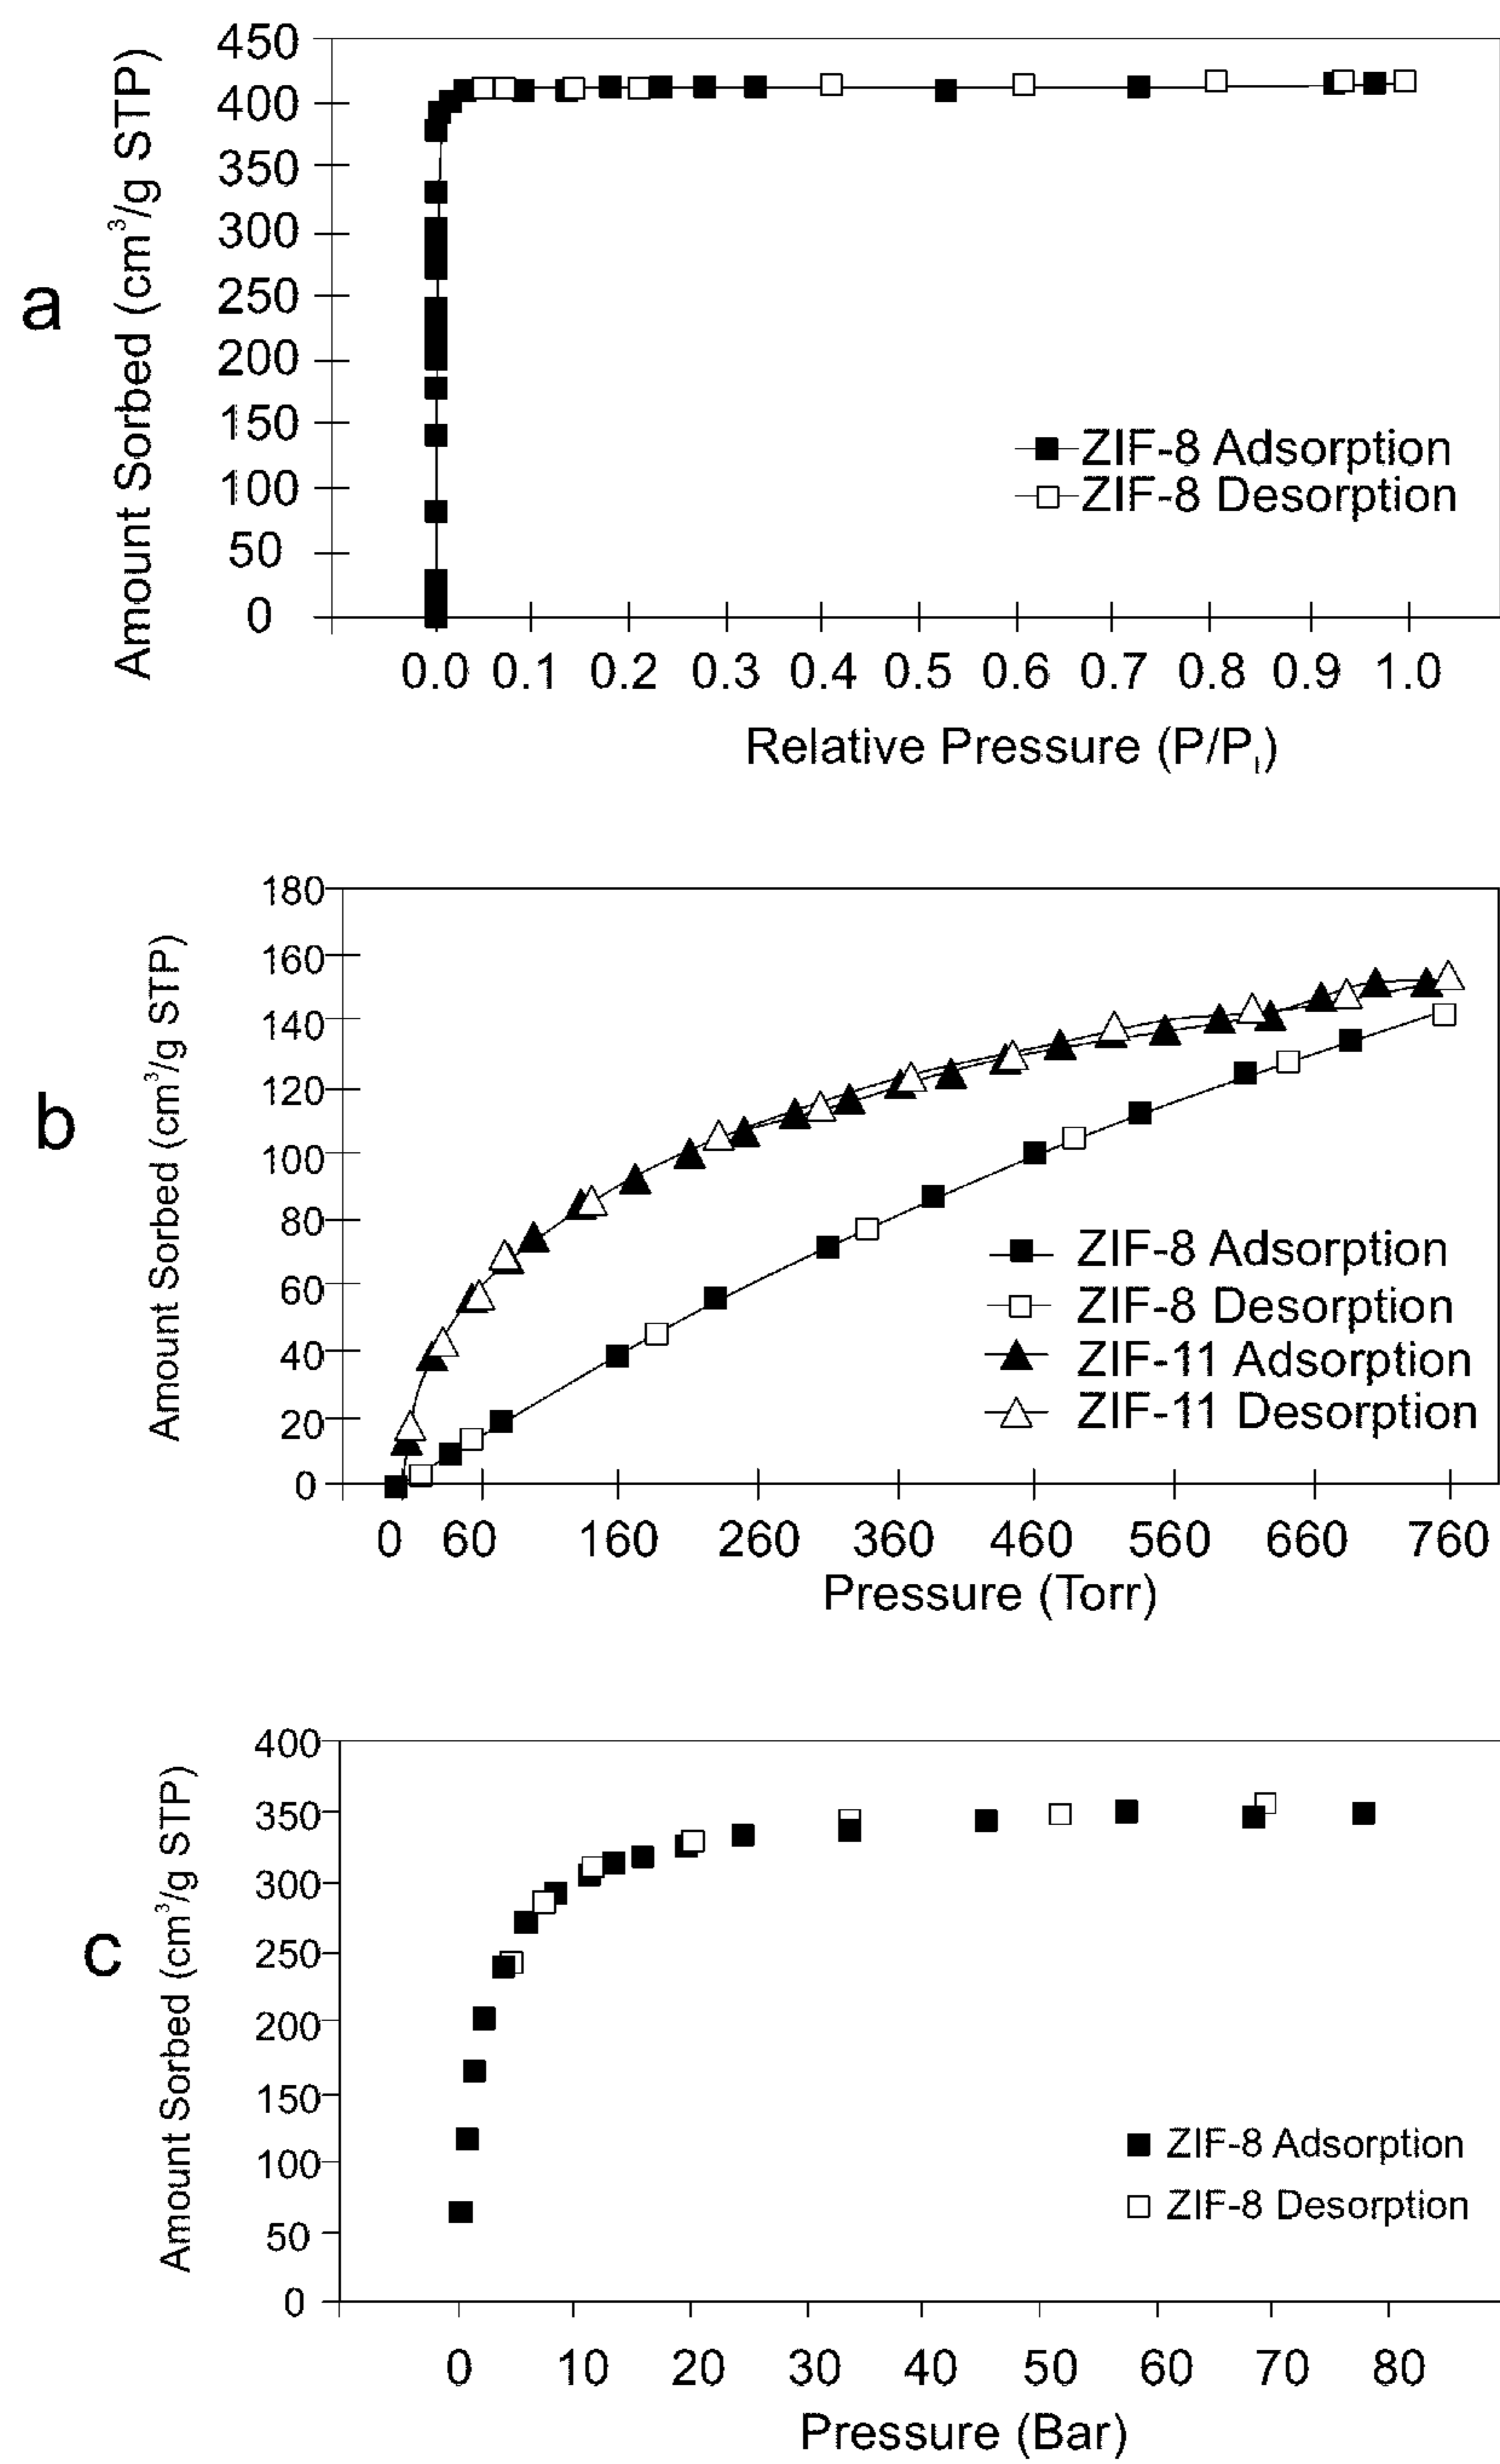 a
Amount Sorbed (cm³/g STP)
450
400
350
300
250
200
150
100
50
0
ZIF-8 Adsorption
ZIF-8 Desorption
0.0 0.1 0.2 0.3 0.4 0.5 0.6 0.7 0.8 0.9 1.0
Relative Pressure (P/Pₗ)
b
Amount Sorbed (cm³/g STP)
180
160
140
120
100
80
60
40
20
0
ZIF-8 Adsorption
ZIF-8 Desorption
ZIF-11 Adsorption
ZIF-11 Desorption
0 60 160 260 360 460 560 660 760
Pressure (Torr)
c
Amount Sorbed (cm³/g STP)
400
350
300
250
200
150
100
50
0
ZIF-8 Adsorption
ZIF-8 Desorption
0 10 20 30 40 50 60 70 80
Pressure (Bar)